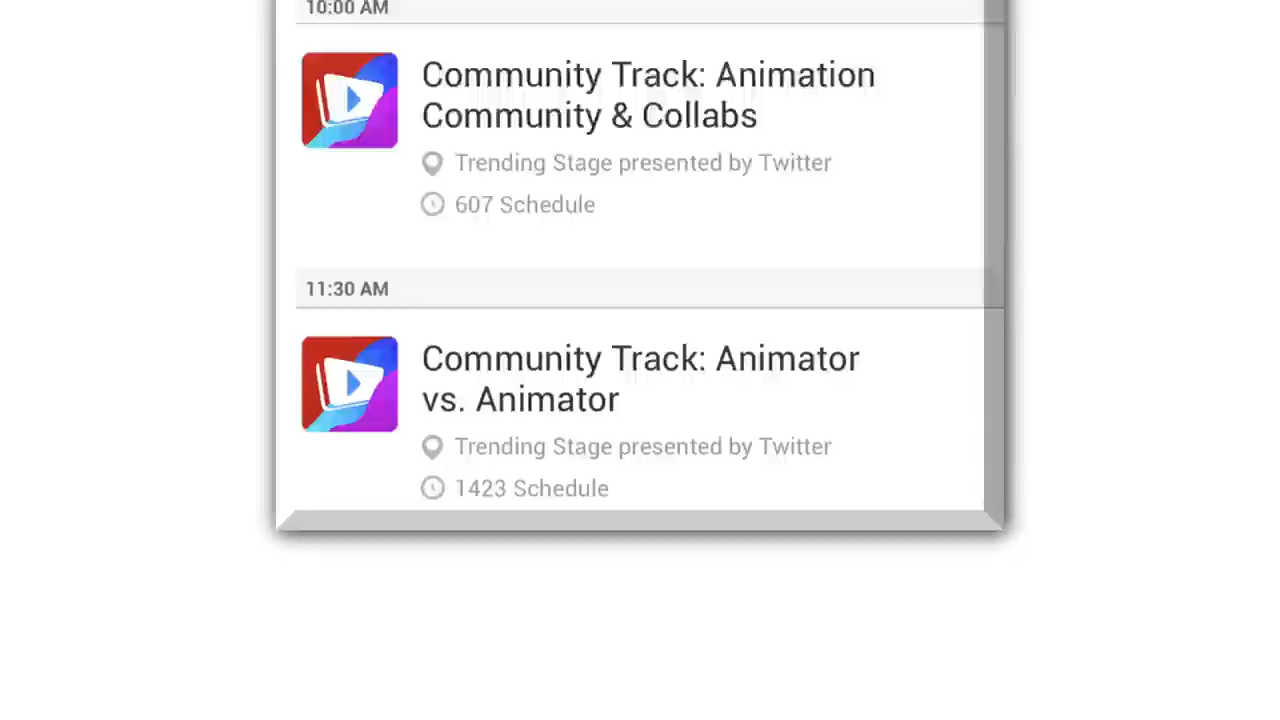 10:00 AM
Community Track: Animation
Community & Collabs
Trending Stage presented by Twitter
607 Schedule
11:30 AM
Community Track: Animator
vs. Animator
Trending Stage presented by Twitter
1423 Schedule